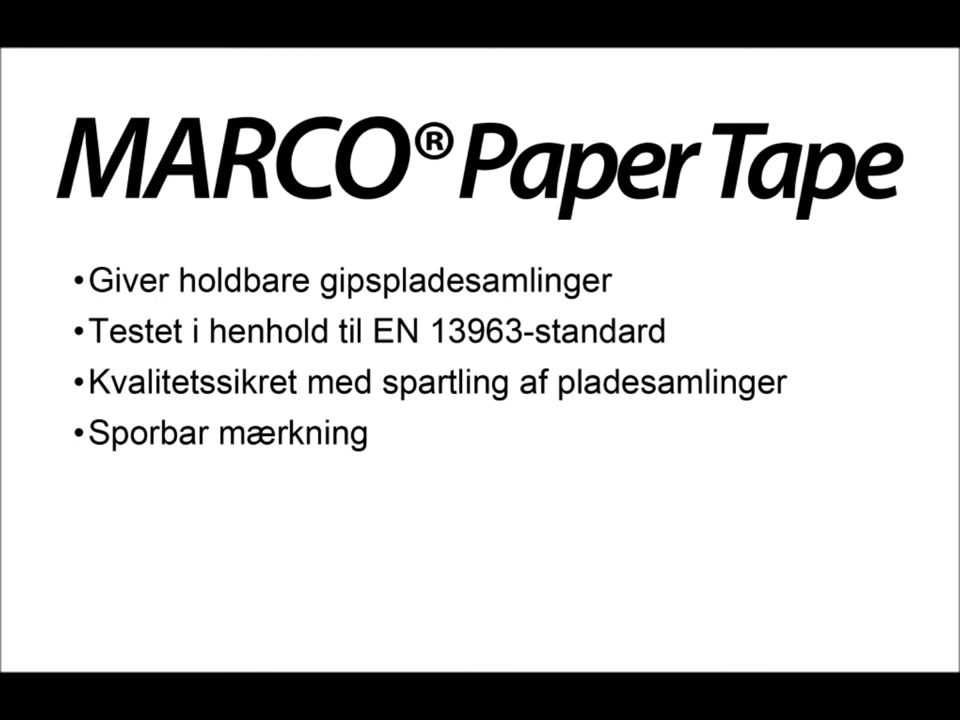 MARCO® Paper Tape
•Giver holdbare gipspladesamlinger
•Testet i henhold til EN 13963-standard
•Kvalitetssikret med spartling af pladesamlinger
•Sporbar mærkning